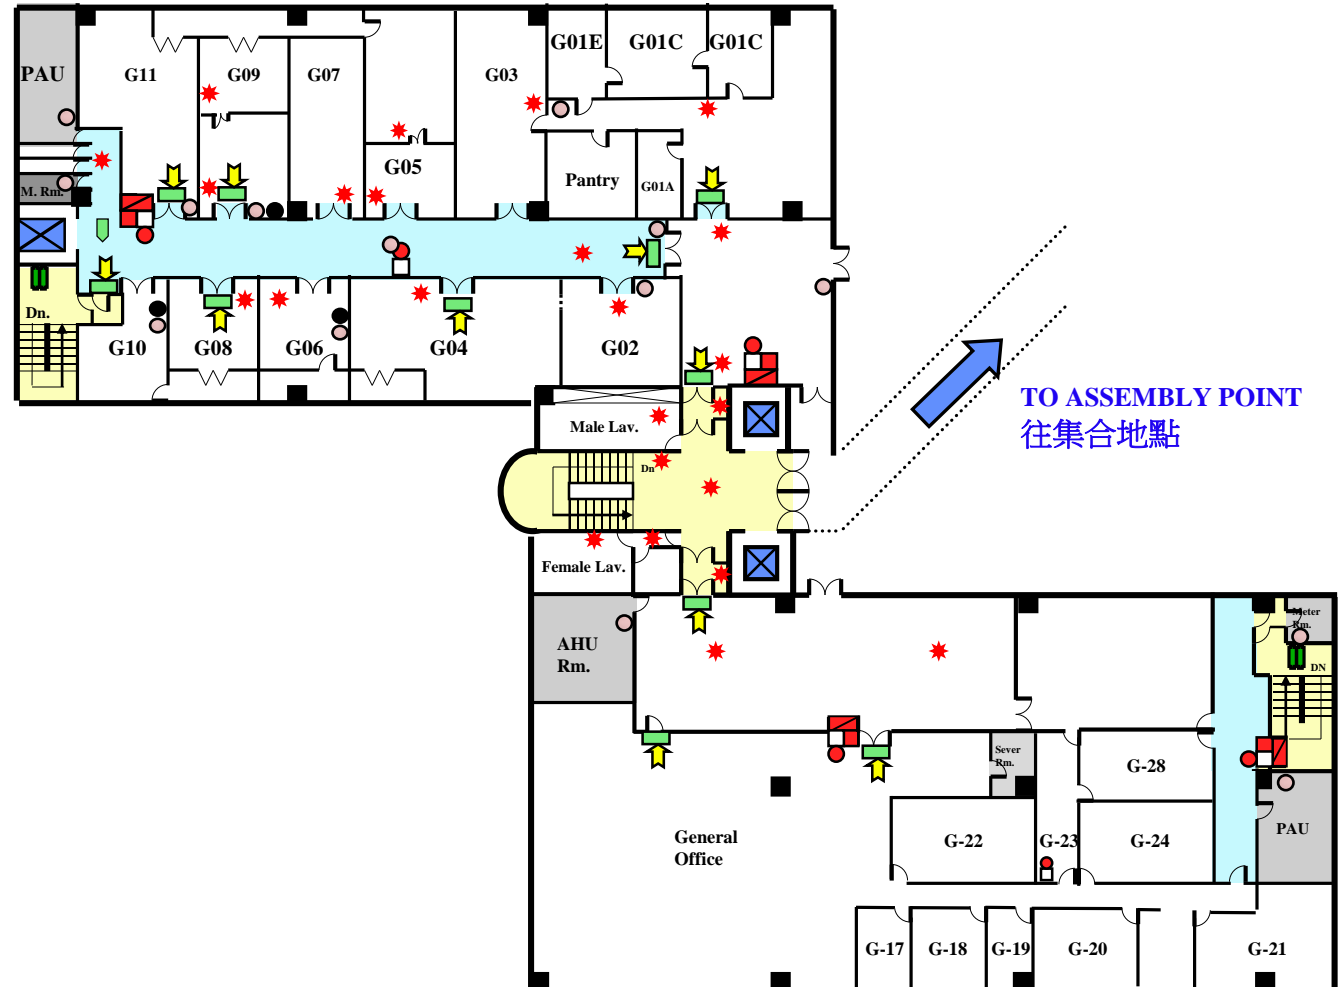 G01E
G01C
G01C
PAU
G11
G09
G07
G03
G05
Pantry
G01A
M. Rm.
Dn.
G10
G08
G06
G04
G02
TO ASSEMBLY POINT
往集合地點
Male Lav.
Dn
Female Lav.
AHU
Rm.
Meter
Rm.
DN
Sever
Rm.
G-28
General
Office
G-22
G-23
G-24
PAU
G-17
G-18
G-19
G-20
G-21